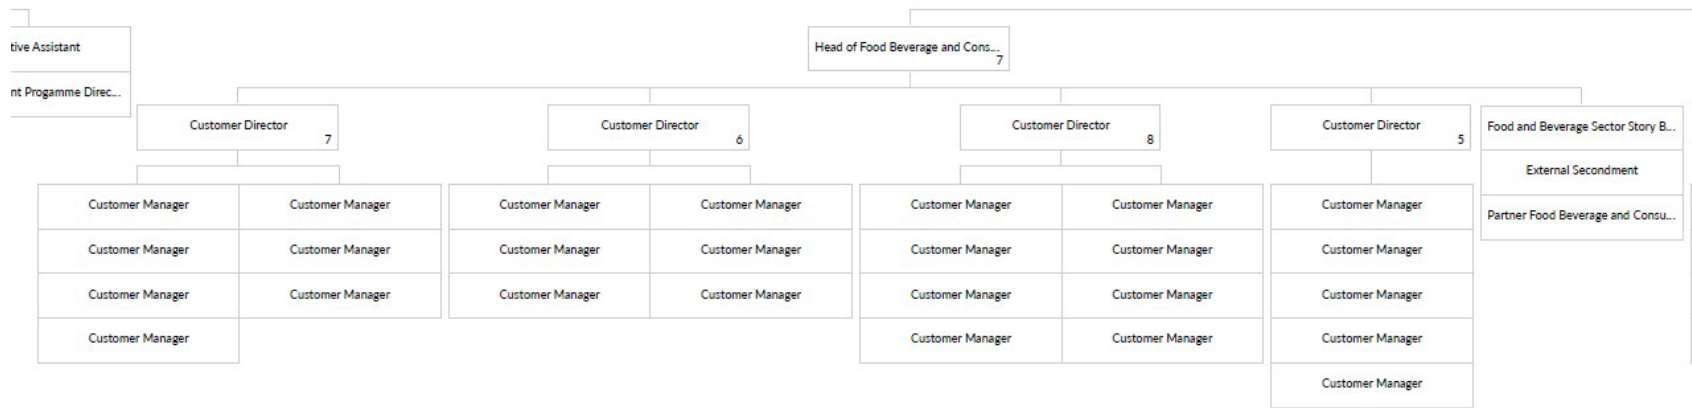 tive Assistant
nt Progamme Direc...
Head of Food Beverage and Cons...
7
Customer Director
7
Customer Manager
Customer Manager
Customer Manager
Customer Manager
Customer Manager
Customer Manager
Customer Manager
Customer Director
6
Customer Manager
Customer Manager
Customer Manager
Customer Manager
Customer Manager
Customer Manager
Customer Director
8
Customer Manager
Customer Manager
Customer Manager
Customer Manager
Customer Manager
Customer Manager
Customer Manager
Customer Manager
Customer Director
5
Customer Manager
Customer Manager
Customer Manager
Customer Manager
Customer Manager
Food and Beverage Sector Story B...
External Secondment
Partner Food Beverage and Consu...